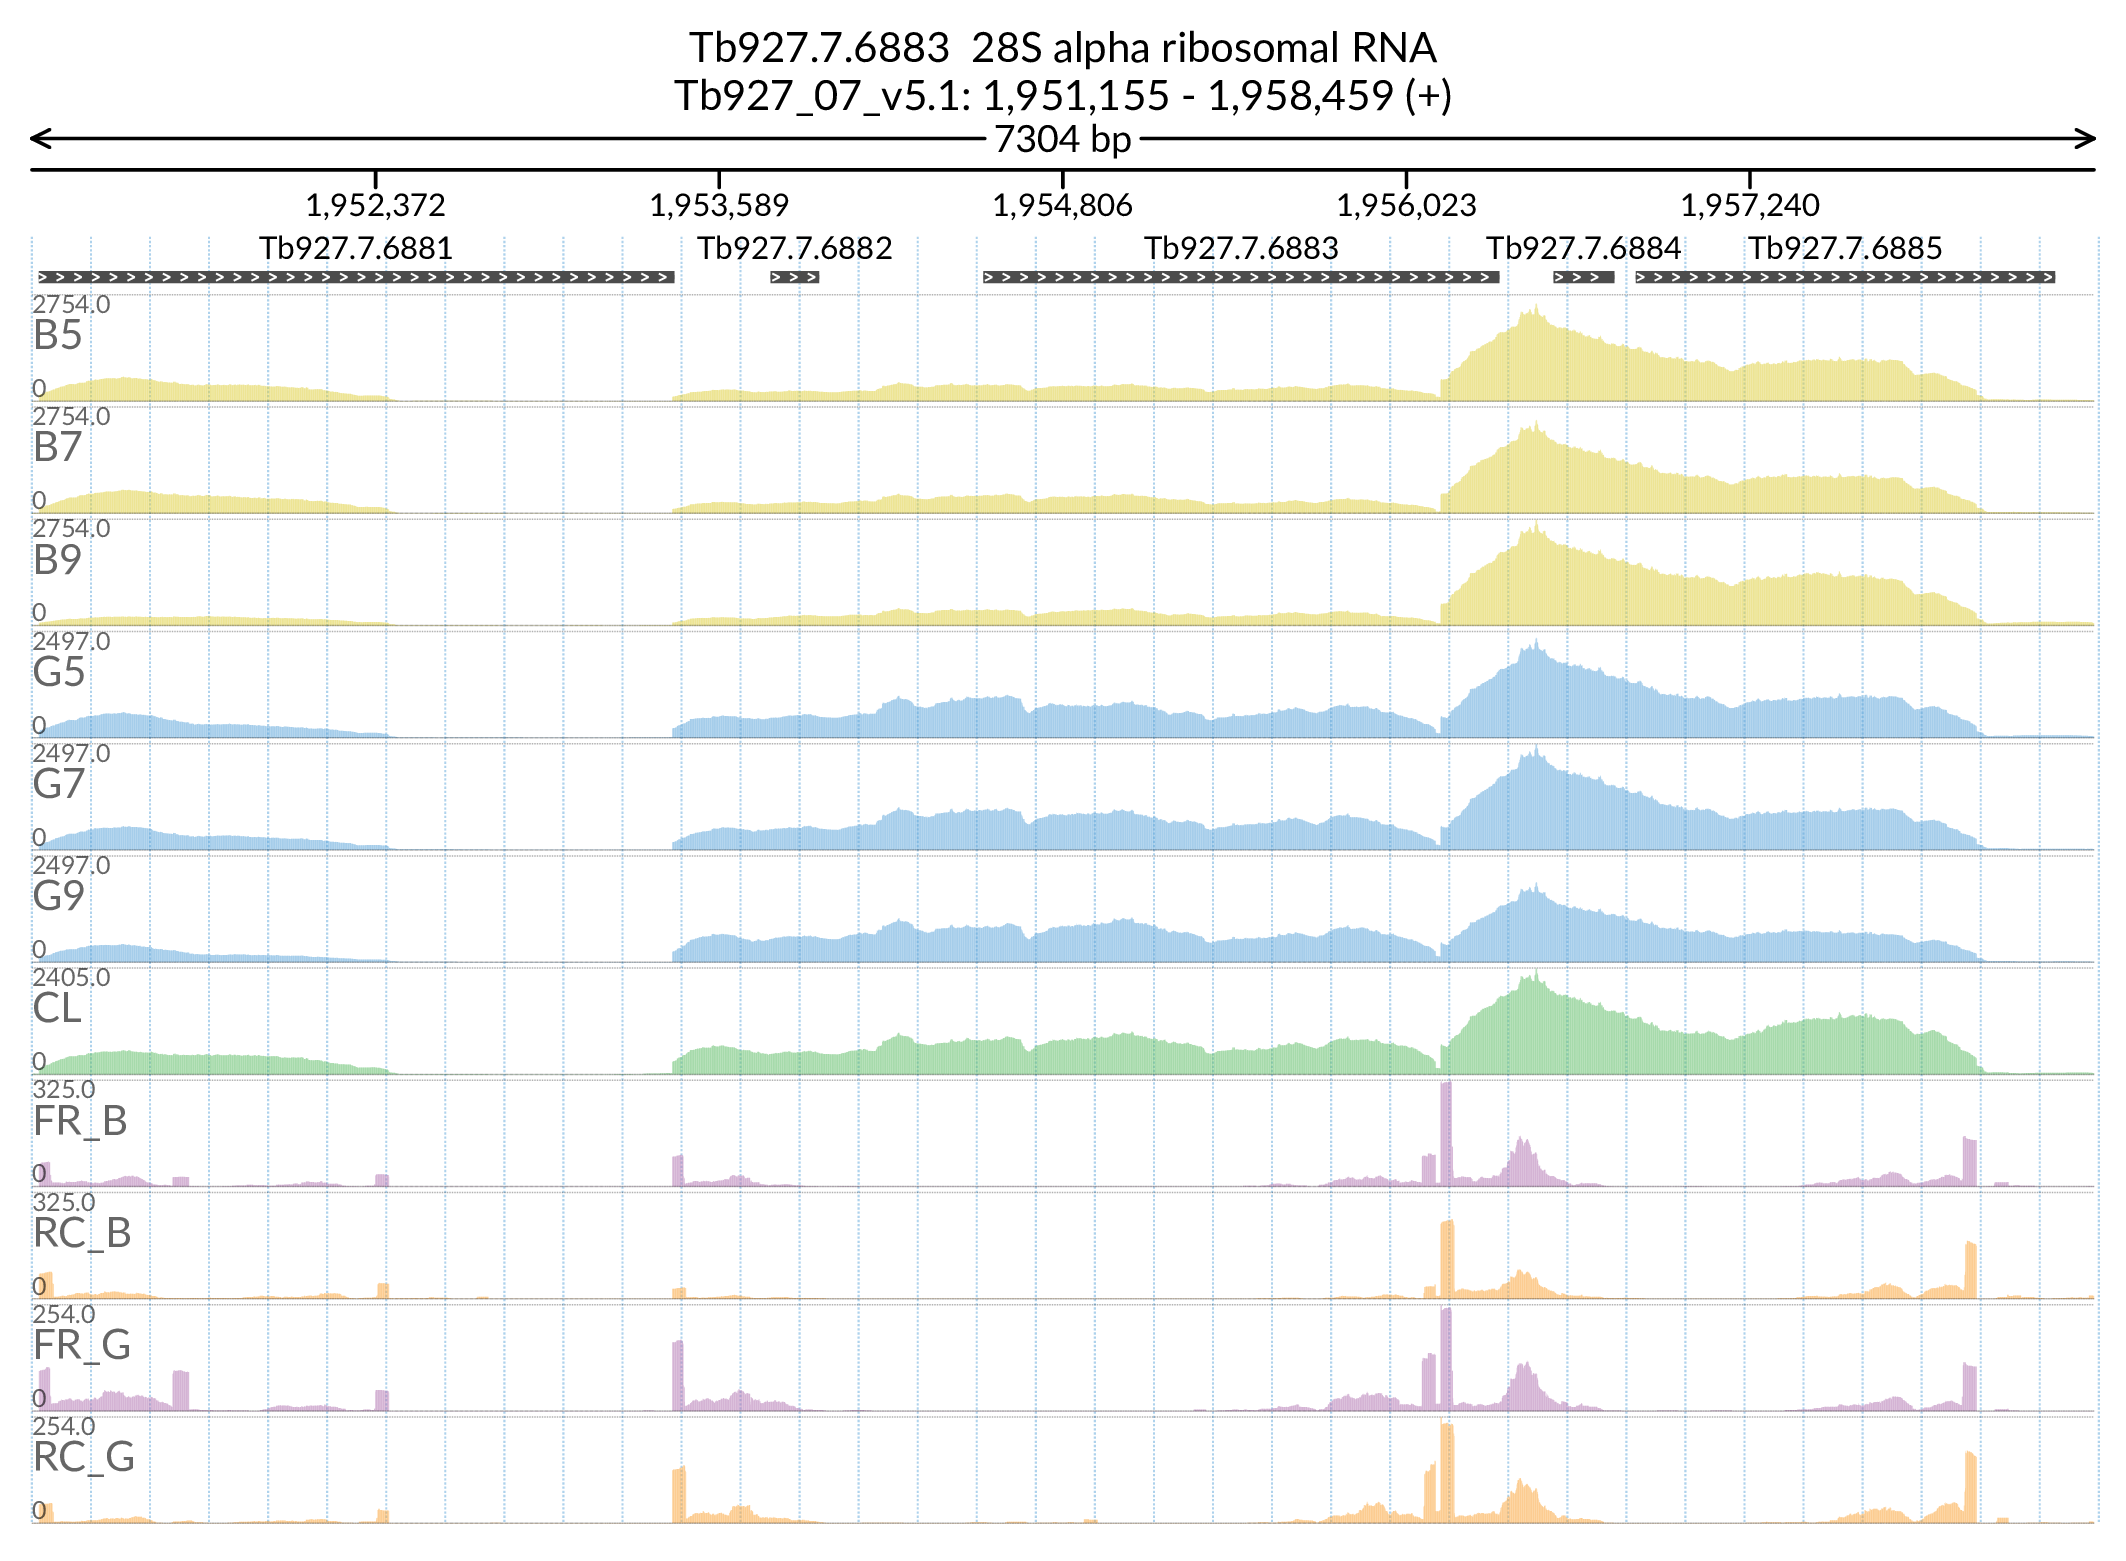 Tb927.7.6883  28S alpha ribosomal RNA
Tb927_07_v5.1: 1,951,155 - 1,958,459 (+)
7304 bp
1,952,372 1,953,589 1,954,806 1,956,023 1,957,240
Tb927.7.6881 Tb927.7.6882 Tb927.7.6883 Tb927.7.6884 Tb927.7.6885
2754.0
B5
0
2754.0
B7
0
2754.0
B9
0
2497.0
G5
0
2497.0
G7
0
2497.0
G9
0
2405.0
CL
0
325.0
FR_B
0
325.0
RC_B
0
254.0
FR_G
0
254.0
RC_G
0